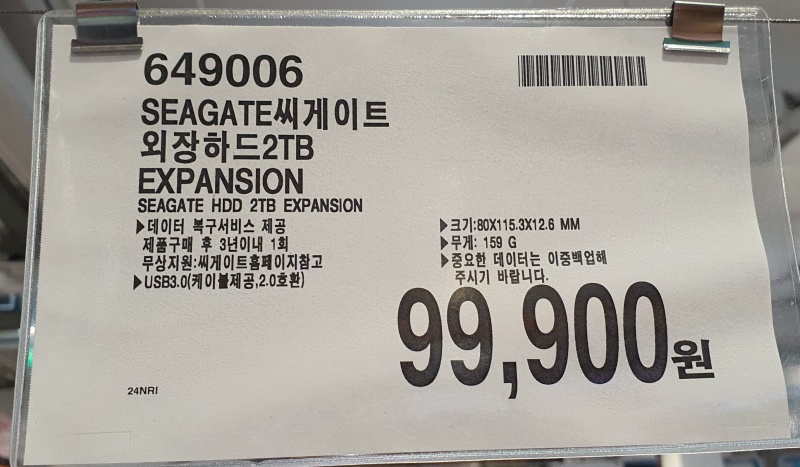 649006
SEAGATE씨게이트
외장하드2TB
EXPANSION
SEAGATE HDD 2TB EXPANSION
▶데이터 복구서비스 제공
제품구매 후 3년이내 1회
무상지원:씨게이트홈페이지참고
▶USB3.0(케이블제공,2.0호환)
▶크기:80X115.3X12.6 MM
▶무게: 159 G
▶중요한 데이터는 이중백업해
주시기 바랍니다.
99,900원
24NRI